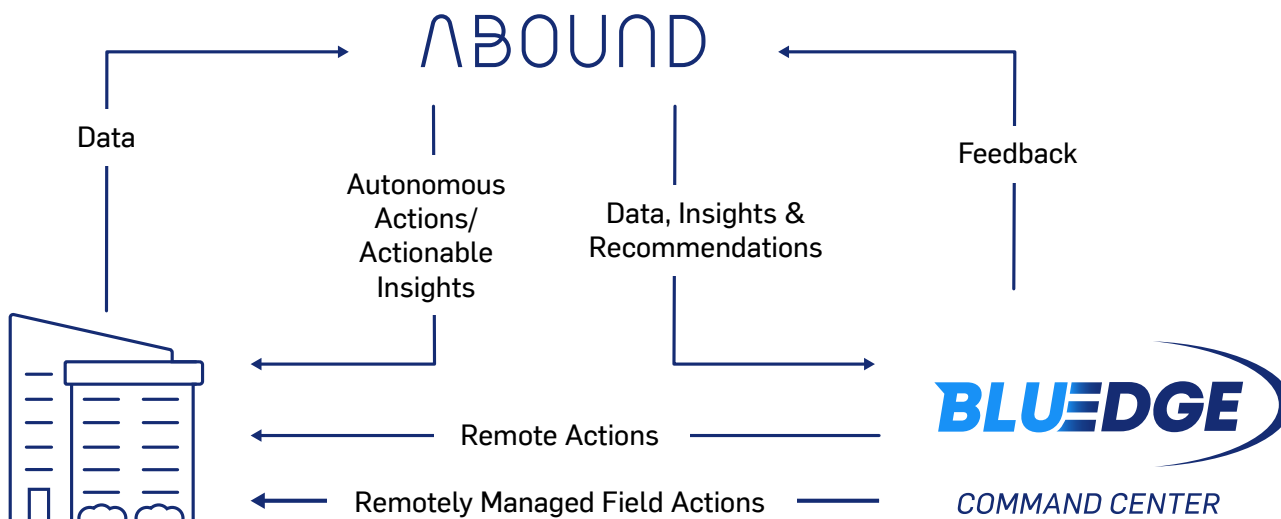 ABOUND
Data
Feedback
Autonomous
Actions/
Actionable
Insights
Data, Insights &
Recommendations
BLUEDGE
Remote Actions
Remotely Managed Field Actions
COMMAND CENTER